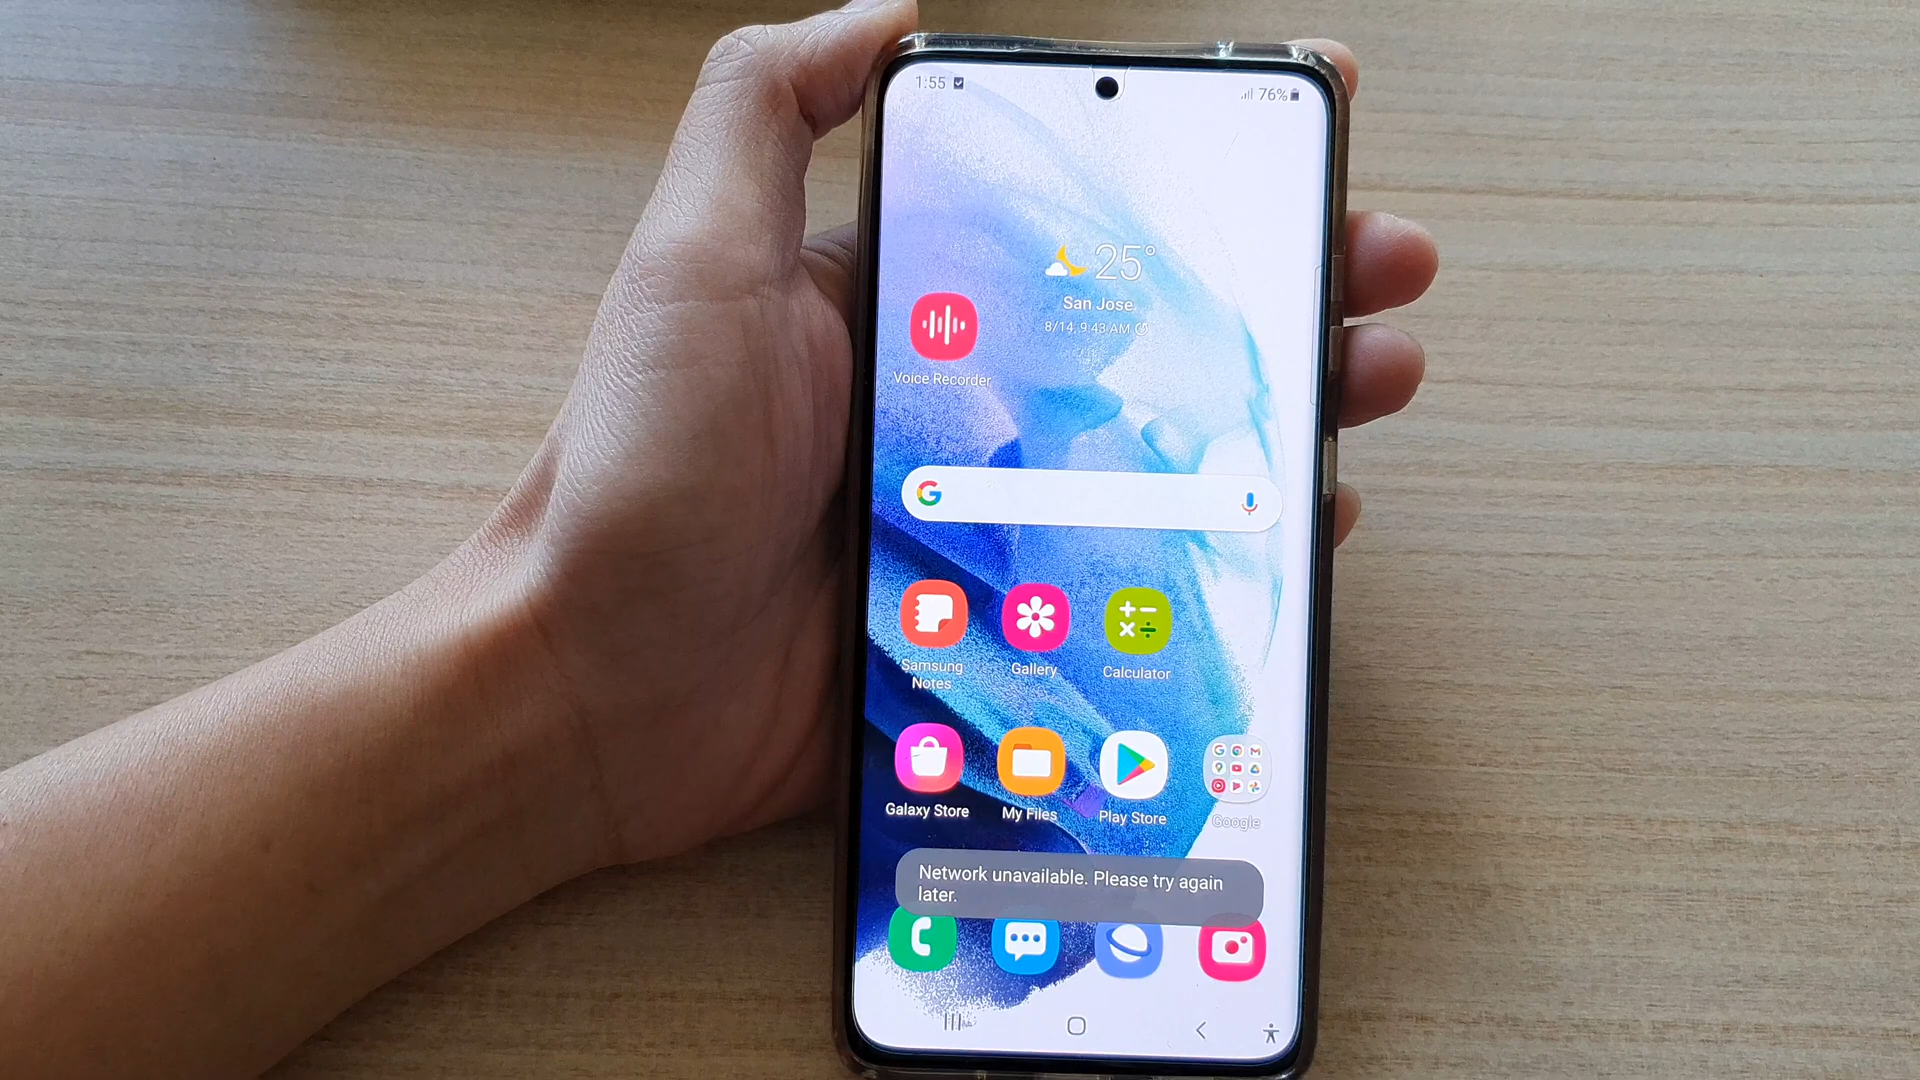 1:55
76%
25°
San Jose
8/14, 9:43 AM
Voice Recorder
G
Samsung
Notes
Gallery
Calculator
Galaxy Store
My Files
Play Store
Google
Network unavailable. Please try again
later.